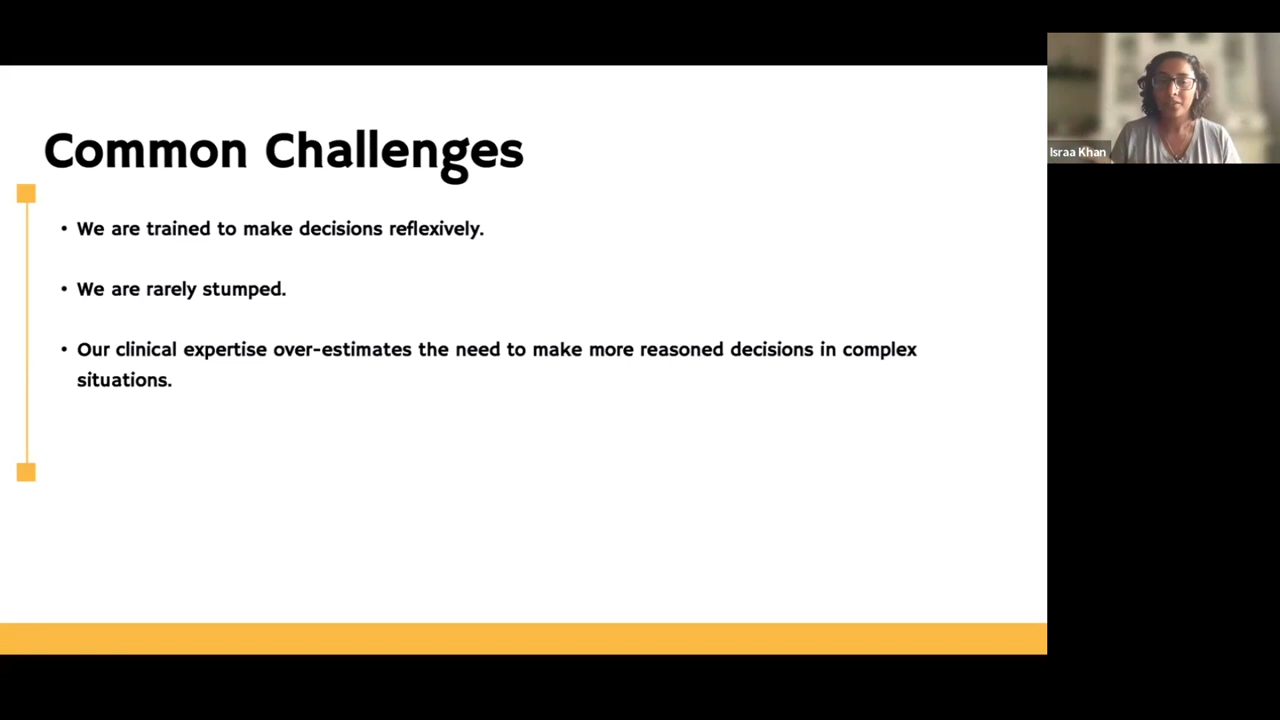 Common Challenges
• We are trained to make decisions reflexively.
• We are rarely stumped.
• Our clinical expertise over-estimates the need to make more reasoned decisions in complex
situations.
Israa Khan